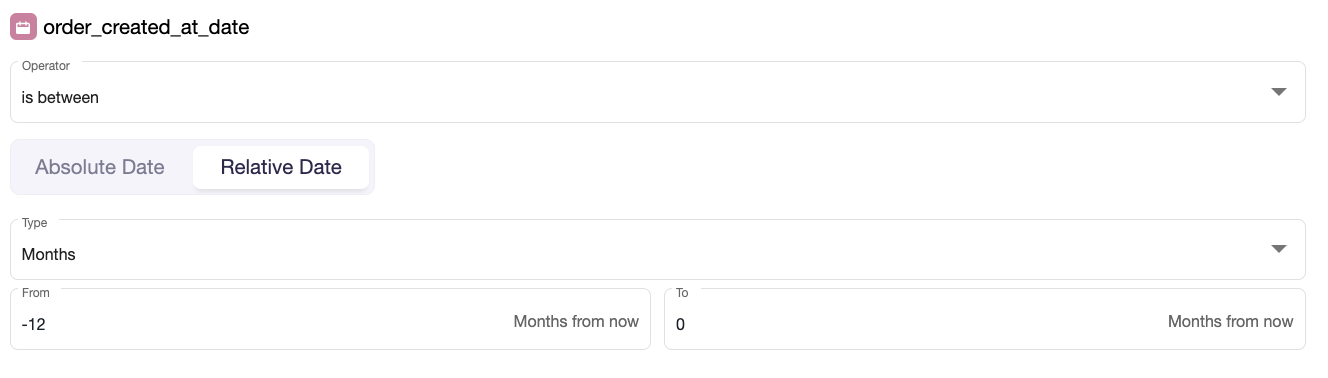 order_created_at_date
Operator
is between
Absolute Date Relative Date
Type
Months
From
-12 Months from now
To
0 Months from now